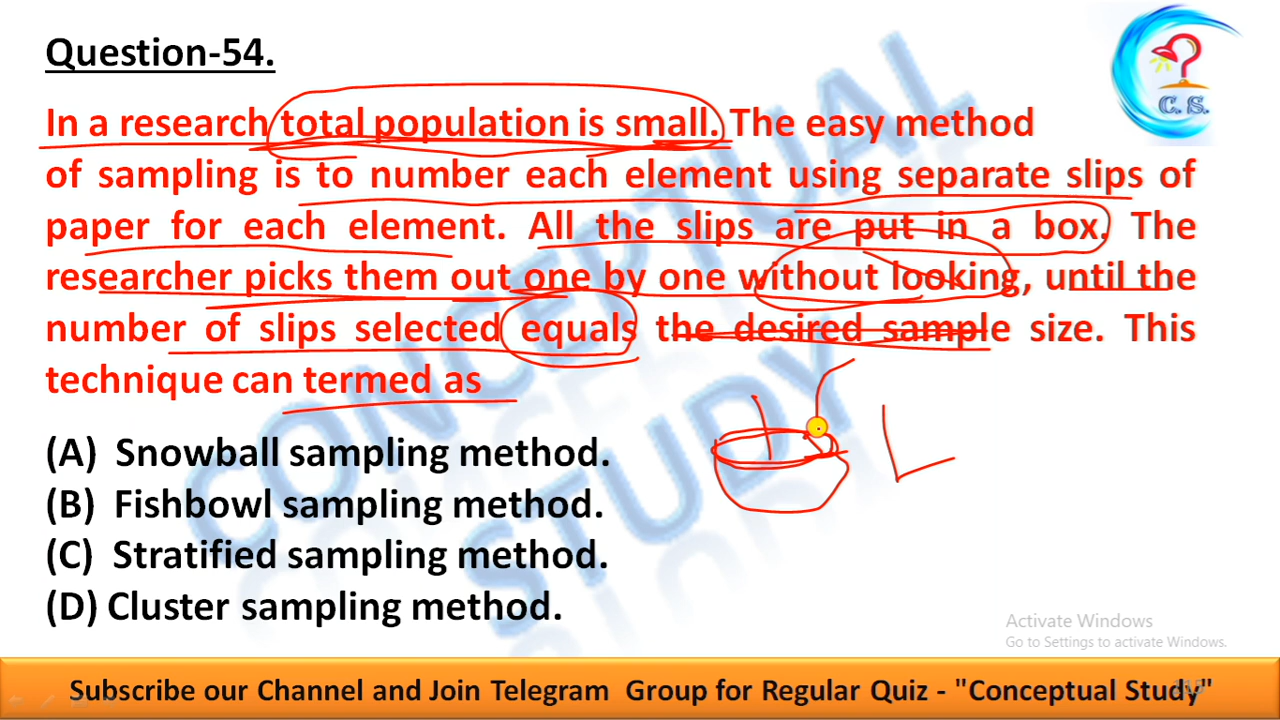 Question-54.
C. S.
In a research total population is small. The easy method
of sampling is to number each element using separate slips of
paper for each element. All the slips are put in a box. The
researcher picks them out one by one without looking, until the
number of slips selected equals the desired sample size. This
technique can termed as
(A) Snowball sampling method.
(B) Fishbowl sampling method.
(C) Stratified sampling method.
(D) Cluster sampling method.
CONCEPTUAL
STUDY
Activate Windows
Go to Settings to activate Windows.
Subscribe our Channel and Join Telegram Group for Regular Quiz - "Conceptual Study"